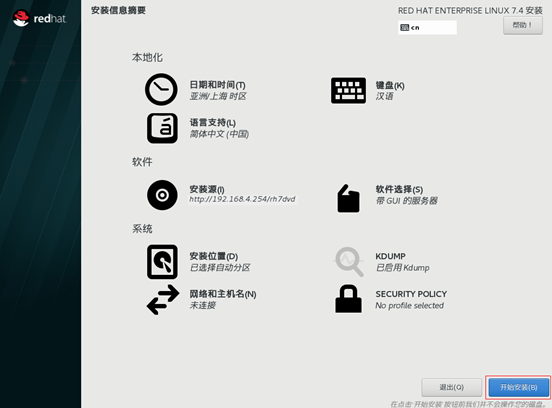 redhat
安装信息摘要
RED HAT ENTERPRISE LINUX 7.4 安装
cn
帮助！
本地化
日期和时间(T)
亚洲/上海 时区
键盘(K)
汉语
语言支持(L)
简体中文 (中国)
软件
安装源(I)
http://192.168.4.254/rh7dvd
软件选择(S)
带 GUI 的服务器
系统
安装位置(D)
已选择自动分区
KDUMP
已启用 Kdump
网络和主机名(N)
未连接
SECURITY POLICY
No profile selected
退出(Q)
开始安装(B)
在点击'开始安装'按钮前我们并不会操作您的磁盘。